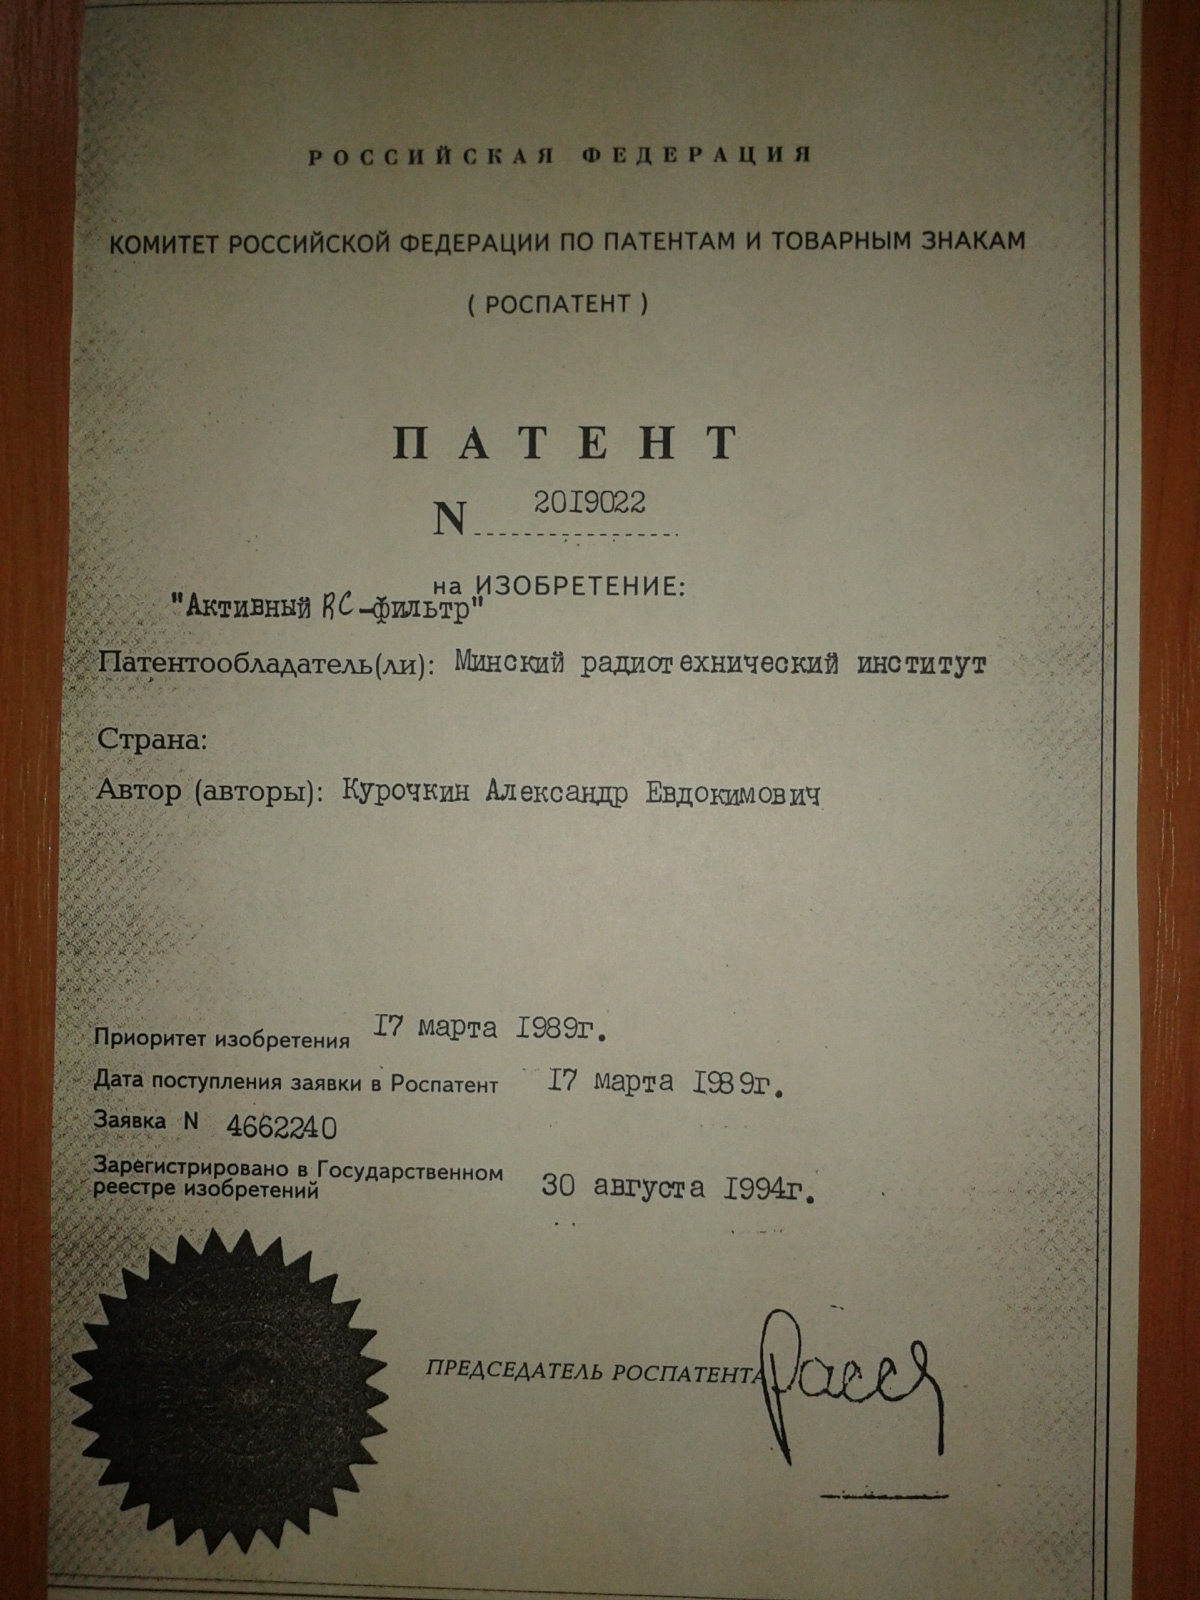 РОССИЙСКАЯ ФЕДЕРАЦИЯ
КОМИТЕТ РОССИЙСКОЙ ФЕДЕРАЦИИ ПО ПАТЕНТАМ И ТОВАРНЫМ ЗНАКАМ
( РОСПАТЕНТ )
ПАТЕНТ
N 2019022
на ИЗОБРЕТЕНИЕ:
"Активный RC-фильтр"
Патентообладатель(ли): Минский радиотехнический институт
Страна:
Автор (авторы): Курочкин Александр Евдокимович
Приоритет изобретения 17 марта 1989г.
Дата поступления заявки в Роспатент 17 марта 1989г.
Заявка N 4662240
Зарегистрировано в Государственном
реестре изобретений 30 августа 1994г.
ПРЕДСЕДАТЕЛЬ РОСПАТЕНТА